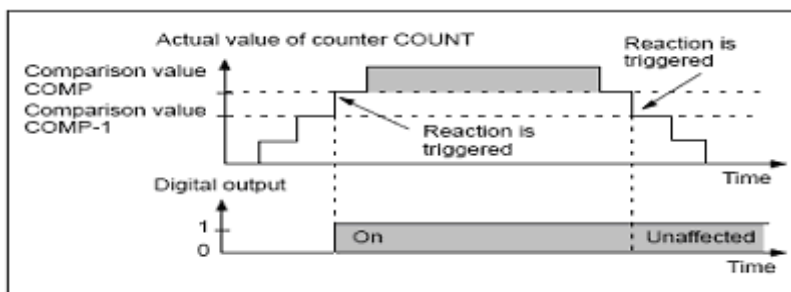 Actual value of counter COUNT
Reaction is
triggered
Comparison value
COMP
Comparison value
COMP-1
Reaction is
triggered
Time
Digital output
1
0
On
Unaffected
Time